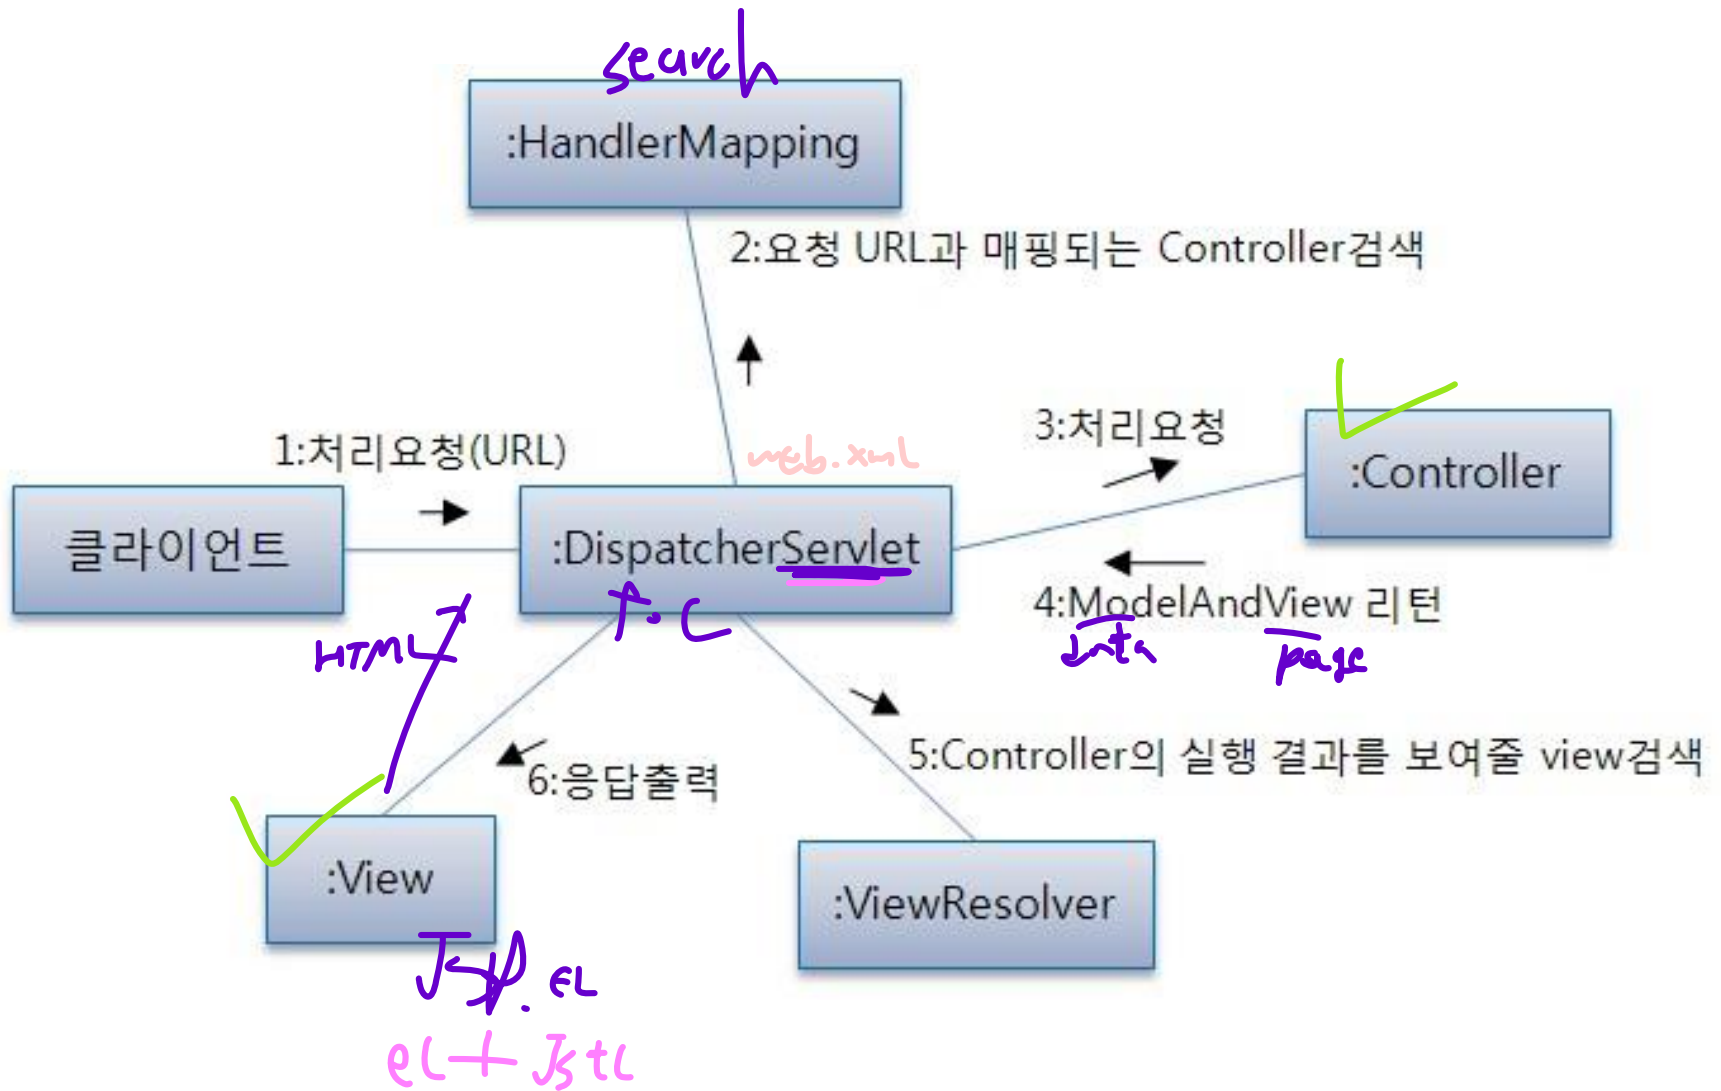 search
:HandlerMapping
2:요청 URL과 매핑되는 Controller검색
3:처리요청
1:처리요청(URL)
web.xml
:Controller
클라이언트
:DispatcherServlet
4:ModelAndView 리턴
HTML
page
5:Controller의 실행 결과를 보여줄 view검색
6:응답출력
:View
:ViewResolver
JSP. EL
eL+JstL